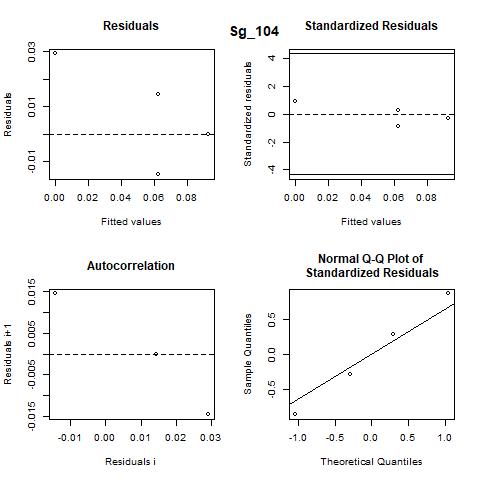 Sg_104
Residuals
Residuals
0.03
0.01
-0.01
0.00 0.02 0.04 0.06 0.08
Fitted values
Standardized Residuals
Standardized residuals
4
2
0
-2
-4
0.00 0.02 0.04 0.06 0.08
Fitted values
Autocorrelation
Residuals i+1
0.015
0.005
-0.005
-0.015
-0.01 0.00 0.01 0.02 0.03
Residuals i
Normal Q-Q Plot of
Standardized Residuals
Sample Quantiles
0.5
0.0
-0.5
-1.0 -0.5 0.0 0.5 1.0
Theoretical Quantiles